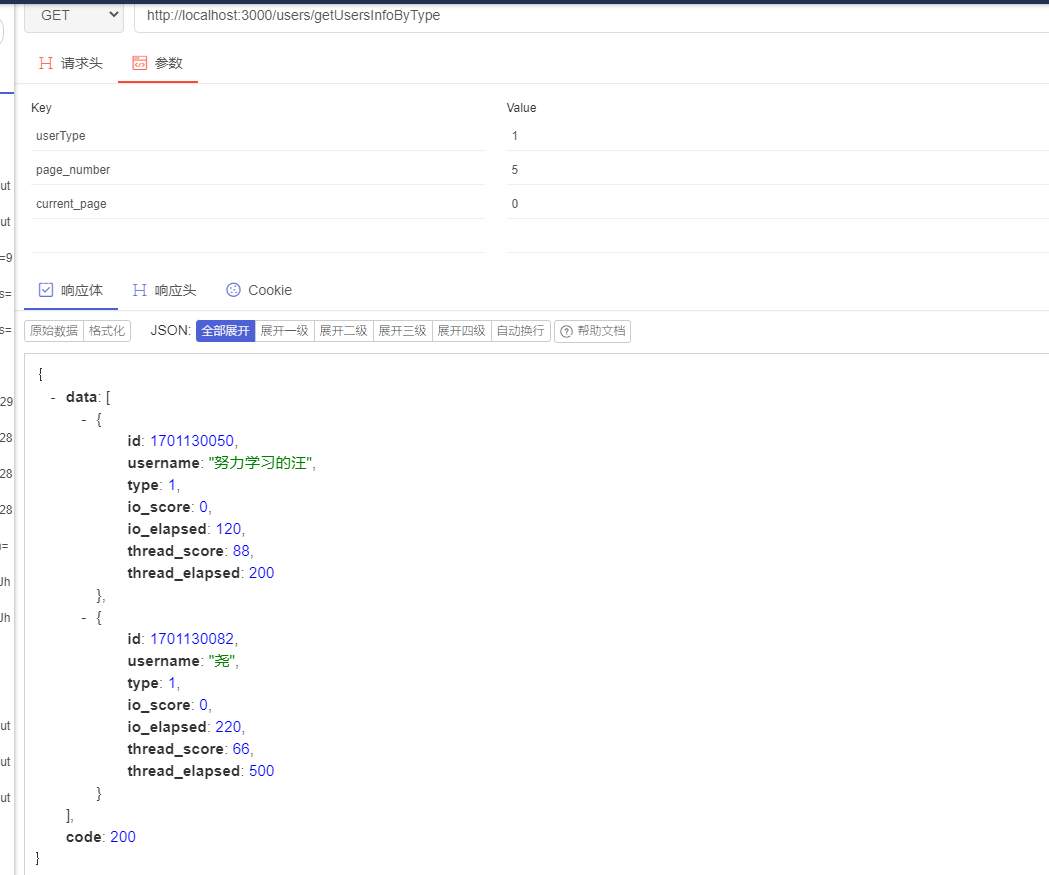 GET http://localhost:3000/users/getUsersInfoByType
请求头 参数
Key Value
userType 1
page_number 5
current_page 0
响应体 响应头 Cookie
原始数据 格式化 JSON: 全部展开 展开一级 展开二级 展开三级 展开四级 自动换行 帮助文档
{
- data: [
- {
id: 1701130050,
username: "努力学习的汪",
type: 1,
io_score: 0,
io_elapsed: 120,
thread_score: 88,
thread_elapsed: 200
},
- {
id: 1701130082,
username: "尧",
type: 1,
io_score: 0,
io_elapsed: 220,
thread_score: 66,
thread_elapsed: 500
}
],
code: 200
}
ut
ut
=9
s=
s=
29
28
28
28
=
Jh
Jh
ut
ut
ut